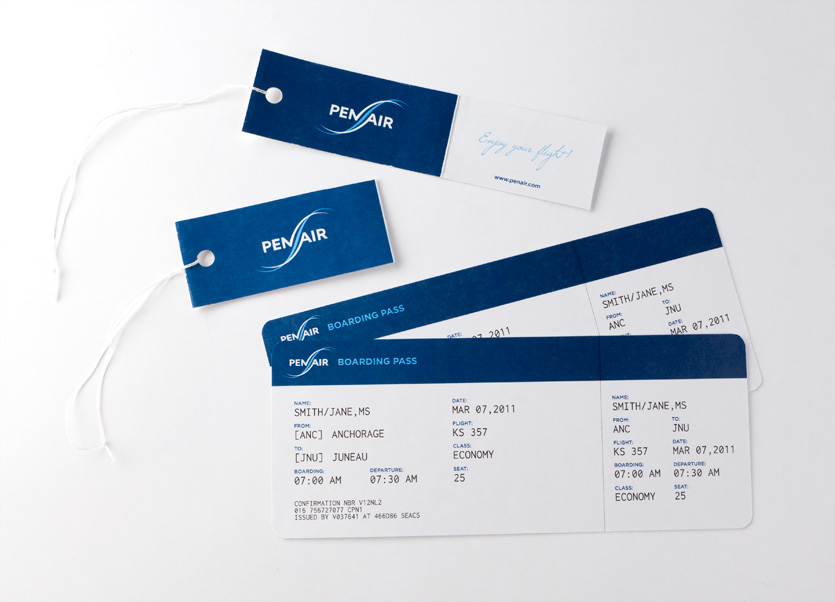 PENAIR
Enjoy your flight!
www.penair.com
PENAIR
PENAIR BOARDING PASS
DATE:
2011
NAME:
SMITH/JANE,MS
FROM: TO:
ANC JNU
DATE:
MAR 07,2011
PENAIR BOARDING PASS
NAME:
SMITH/JANE,MS
FROM:
[ANC] ANCHORAGE
TO:
[JNU] JUNEAU
BOARDING: DEPARTURE:
07:00 AM 07:30 AM
CONFIRMATION NBR V12NL2
016 756727077 CPN1
ISSUED BY V037641 AT 466D86 SEACS
DATE:
MAR 07,2011
FLIGHT:
KS 357
CLASS:
ECONOMY
SEAT:
25
NAME:
SMITH/JANE,MS
FROM: TO:
ANC JNU
FLIGHT: DATE:
KS 357 MAR 07,2011
BOARDING: DEPARTURE:
07:00 AM 07:30 AM
CLASS: SEAT:
ECONOMY 25